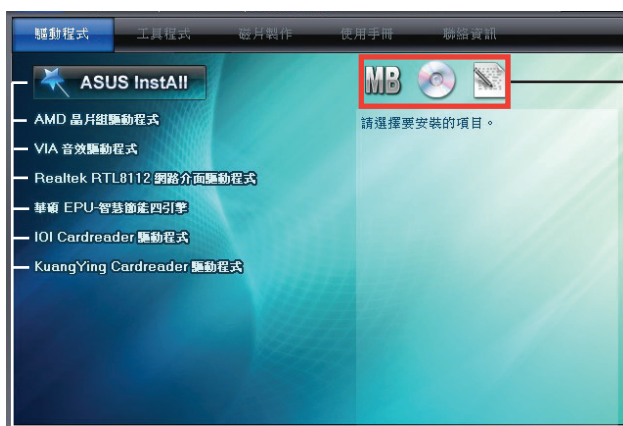 驅動程式 工具程式 磁片製作 使用手冊 聯絡資訊
ASUS InstAll
MB
AMD 晶片組驅動程式
請選擇要安裝的項目。
VIA 音效驅動程式
Realtek RTL8112 網路介面驅動程式
華碩 EPU-智慧節能四引擎
IOI Cardreader 驅動程式
KuangYing Cardreader 驅動程式